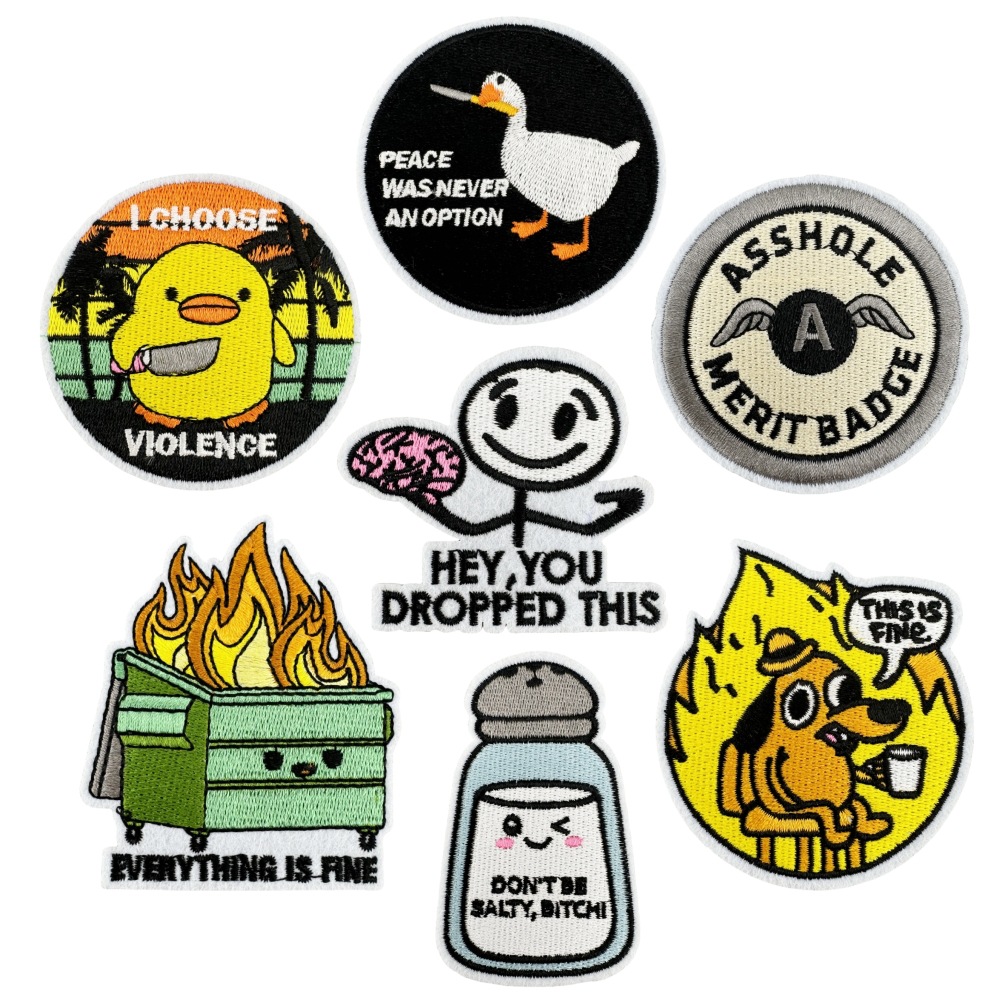 PEACE
WAS NEVER
AN OPTION
I CHOOSE
VIOLENCE
ASSHOLE
A
MERIT BADGE
HEY, YOU
DROPPED THIS
EVERYTHING IS FINE
DON'T BE
SALTY, BITCH!
THIS IS
FINE.